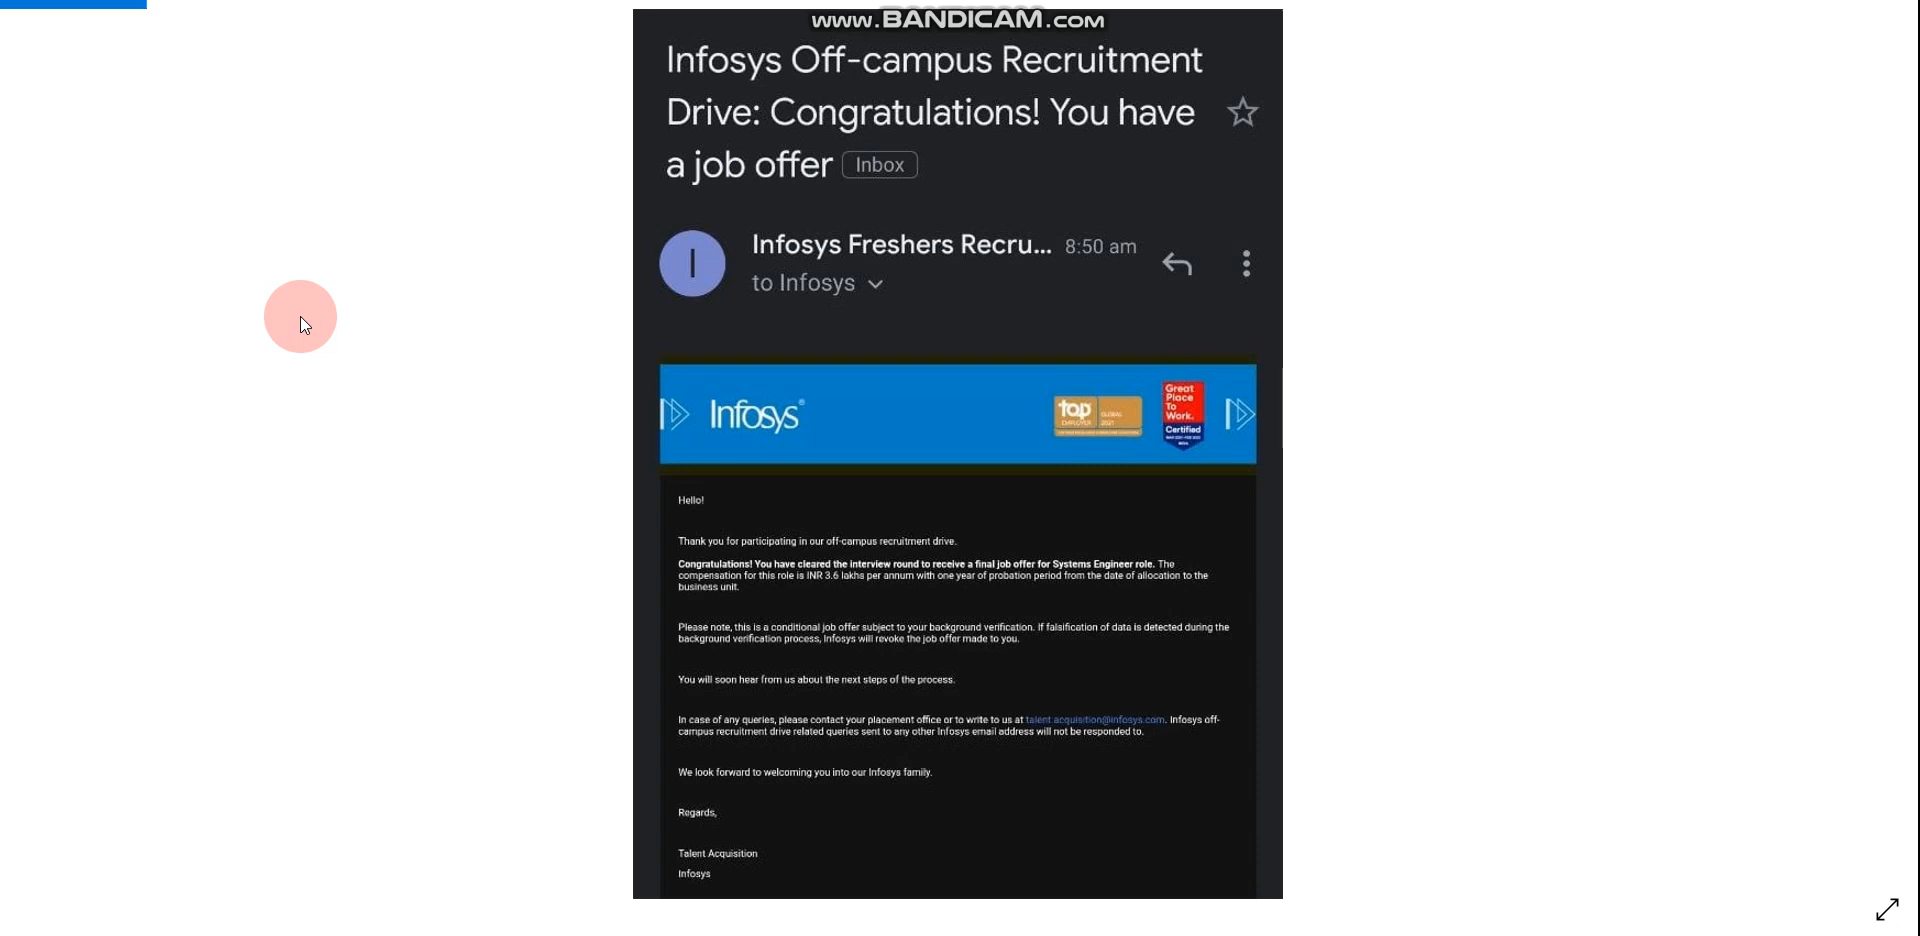 www.BANDICAM.com
Infosys Off-campus Recruitment
Drive: Congratulations! You have
a job offer Inbox
I
Infosys Freshers Recru... 8:50 am
to Infosys
Infosys®
top GLOBAL
EMPLOYER 2021
Great
Place
To
Work.
Certified
Hello!
Thank you for participating in our off-campus recruitment drive.
Congratulations! You have cleared the interview round to receive a final job offer for Systems Engineer role. The
compensation for this role is INR 3.6 lakhs per annum with one year of probation period from the date of allocation to the
business unit.
Please note, this is a conditional job offer subject to your background verification. If falsification of data is detected during the
background verification process, Infosys will revoke the job offer made to you.
You will soon hear from us about the next steps of the process.
In case of any queries, please contact your placement office or to write to us at talent.acquisition@infosys.com. Infosys off-
campus recruitment drive related queries sent to any other Infosys email address will not be responded to.
We look forward to welcoming you into our Infosys family.
Regards,
Talent Acquisition
Infosys